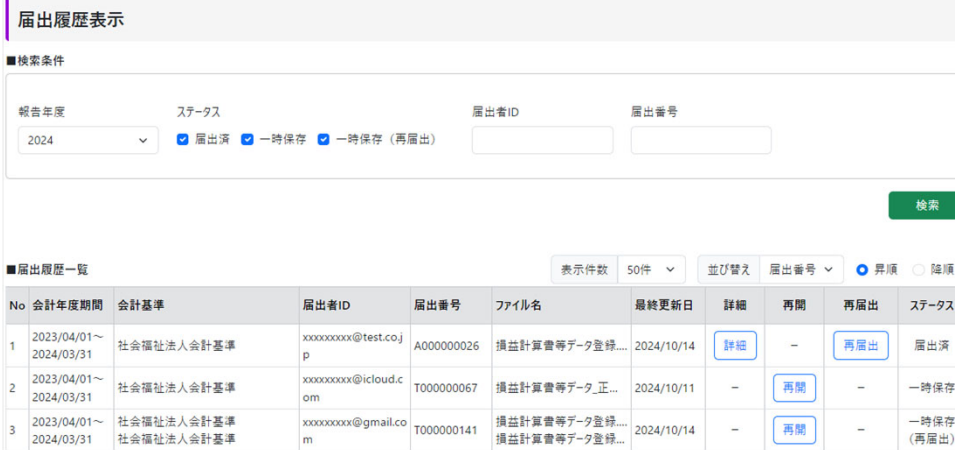 届出履歴表示
■検索条件
報告年度 ステータス 届出者ID 届出番号
2024 届出済 一時保存 一時保存（再届出）
検索
■届出履歴一覧 表示件数 50件 並び替え 届出番号 昇順 降順
No 会計年度期間 会計基準 届出者ID 届出番号 ファイル名 最終更新日 詳細 再開 再届出 ステータス
1 2023/04/01～ 社会福祉法人会計基準 xxxxxxxxx@test.co.j A000000026 損益計算書等データ登録.... 2024/10/14 詳細 － 再届出 届出済
2024/03/31 p
2 2023/04/01～ 社会福祉法人会計基準 xxxxxxxxx@icloud.c T000000067 損益計算書等データ_正... 2024/10/11 － 再開 － 一時保存
2024/03/31 om
3 2023/04/01～ 社会福祉法人会計基準 xxxxxxxxx@gmail.co T000000141 損益計算書等データ登録.... 2024/10/14 － 再開 － 一時保存
2024/03/31 社会福祉法人会計基準 m 損益計算書等データ登録... （再届出）